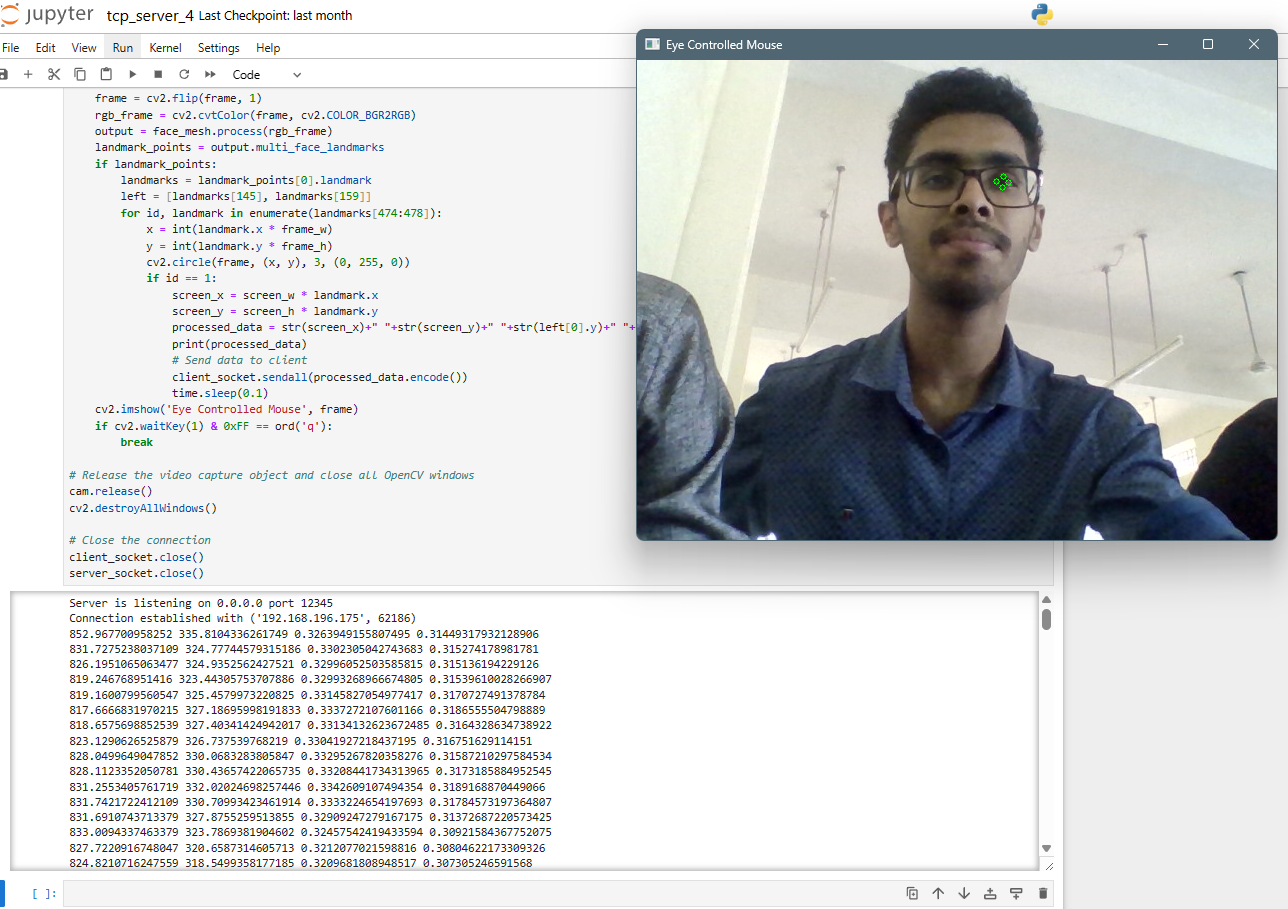 jupyter tcp_server_4 Last Checkpoint: last month
File Edit View Run Kernel Settings Help
Code
Eye Controlled Mouse
frame = cv2.flip(frame, 1)
rgb_frame = cv2.cvtColor(frame, cv2.COLOR_BGR2RGB)
output = face_mesh.process(rgb_frame)
landmark_points = output.multi_face_landmarks
if landmark_points:
landmarks = landmark_points[0].landmark
left = [landmarks[145], landmarks[159]]
for id, landmark in enumerate(landmarks[474:478]):
x = int(landmark.x * frame_w)
y = int(landmark.y * frame_h)
cv2.circle(frame, (x, y), 3, (0, 255, 0))
if id == 1:
screen_x = screen_w * landmark.x
screen_y = screen_h * landmark.y
processed_data = str(screen_x)+" "+str(screen_y)+" "+str(left[0].y)+" "+
print(processed_data)
# Send data to client
client_socket.sendall(processed_data.encode())
time.sleep(0.1)
cv2.imshow('Eye Controlled Mouse', frame)
if cv2.waitKey(1) & 0xFF == ord('q'):
break
# Release the video capture object and close all OpenCV windows
cam.release()
cv2.destroyAllWindows()
# Close the connection
client_socket.close()
server_socket.close()
Server is listening on 0.0.0.0 port 12345
Connection established with ('192.168.196.175', 62186)
852.967700958252 335.8104336261749 0.3263949155807495 0.31449317932128906
831.7275238037109 324.77744579315186 0.3302305042743683 0.315274178981781
826.1951065063477 324.9352562427521 0.32996052503585815 0.315136194229126
819.246768951416 323.44305753707886 0.32993268966674805 0.31539610028266907
819.1600799560547 325.4579973220825 0.33145827054977417 0.3170727491378784
817.6666831970215 327.18695998191833 0.3337272107601166 0.3186555504798889
818.6575698852539 327.40341424942017 0.33134132623672485 0.3164328634738922
823.1290626525879 326.737539768219 0.33041927218437195 0.316751629114151
828.0499649047852 330.0683283805847 0.33295267820358276 0.31587210297584534
828.1123352050781 330.43657422065735 0.33208441734313965 0.3173185884952545
831.2553405761719 332.02024698257446 0.3342609107494354 0.3189168870449066
831.7421722412109 330.70993423461914 0.3333224654197693 0.31784573197364807
831.6910743713379 327.8755259513855 0.32909247279167175 0.31372687220573425
833.0094337463379 323.7869381904602 0.32457542419433594 0.30921584367752075
827.7220916748047 320.6587314605713 0.3212077021598816 0.30804622173309326
824.8210716247559 318.5499358177185 0.3209681808948517 0.307305246591568
[ ]: